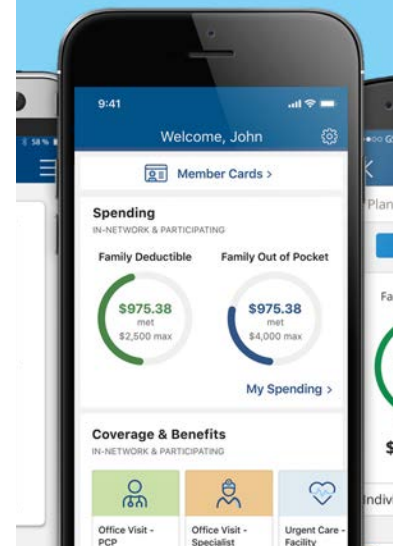 9:41
58 %
Welcome, John
Member Cards >
Spending
IN-NETWORK & PARTICIPATING
Family Deductible
Family Out of Pocket
$975.38
met
$2,500 max
$975.38
met
$4,000 max
My Spending >
Coverage & Benefits
IN-NETWORK & PARTICIPATING
Office Visit -
PCP
Office Visit -
Specialist
Urgent Care -
Facility
Plan
Fa
$
Indivi